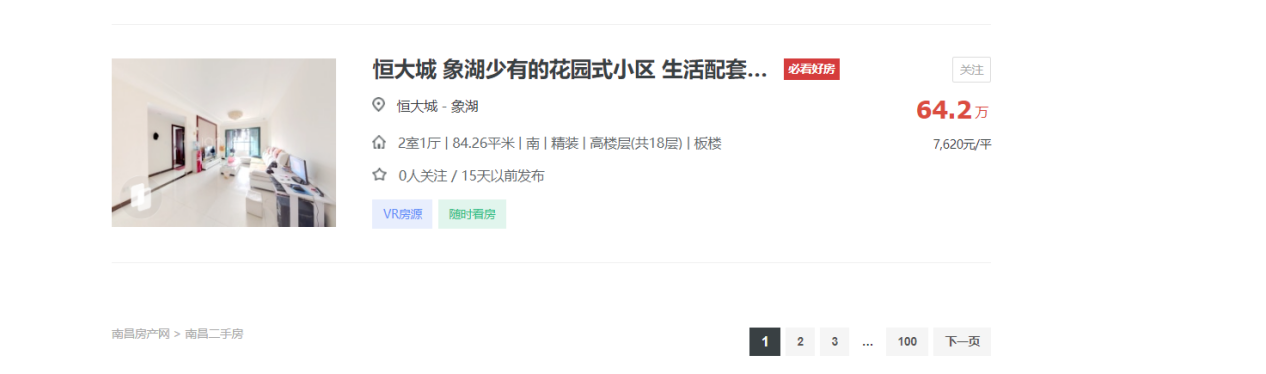 恒大城 象湖少有的花园式小区 生活配套... 必看好房 关注
恒大城 - 象湖 64.2万
2室1厅 | 84.26平米 | 南 | 精装 | 高楼层(共18层) | 板楼 7,620元/平
0人关注 / 15天以前发布
VR房源 随时看房
南昌房产网 > 南昌二手房 1 2 3 ... 100 下一页